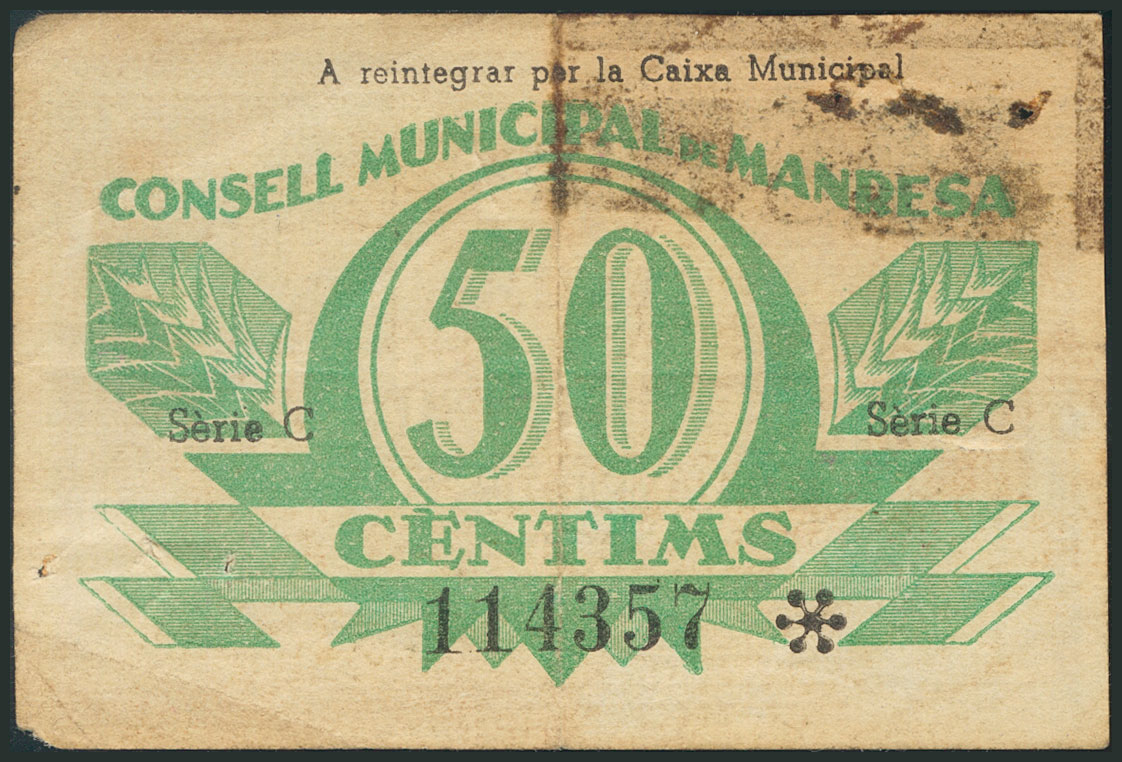 A reintegrar per la Caixa Municipal
CONSELL MUNICIPAL DE MANRESA
50
Sèrie C
Sèrie C
CÈNTIMS
114357